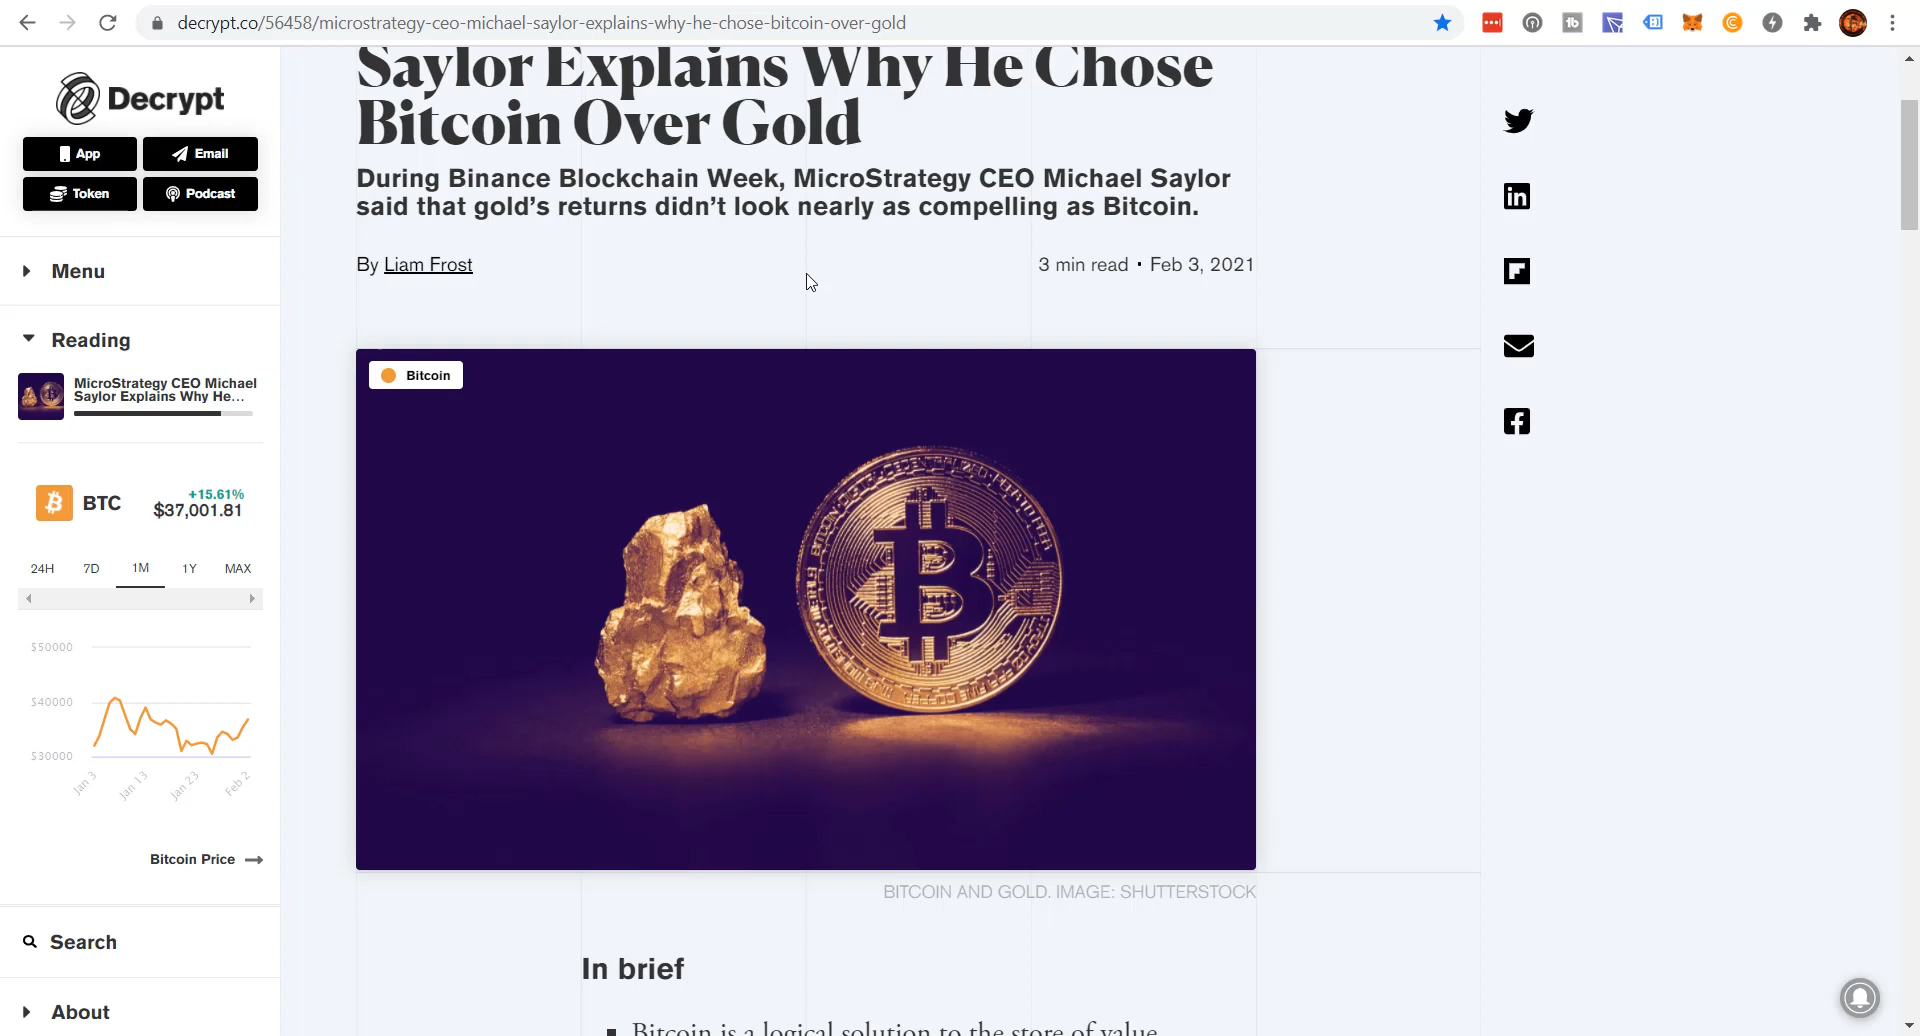 decrypt.co/56458/microstrategy-ceo-michael-saylor-explains-why-he-chose-bitcoin-over-gold
Decrypt
App
Email
Token
Podcast
Menu
Reading
MicroStrategy CEO Michael
Saylor Explains Why He...
BTC
+15.61%
$37,001.81
24H 7D 1M 1Y MAX
$50000
$40000
$30000
Jan 3 Jan 13 Jan 23 Feb 2
Bitcoin Price
Search
About
Saylor Explains Why He Chose
Bitcoin Over Gold
During Binance Blockchain Week, MicroStrategy CEO Michael Saylor
said that gold’s returns didn’t look nearly as compelling as Bitcoin.
By Liam Frost
3 min read • Feb 3, 2021
Bitcoin
BITCOIN AND GOLD. IMAGE: SHUTTERSTOCK
In brief
Bitcoin is a logical solution to the store of value